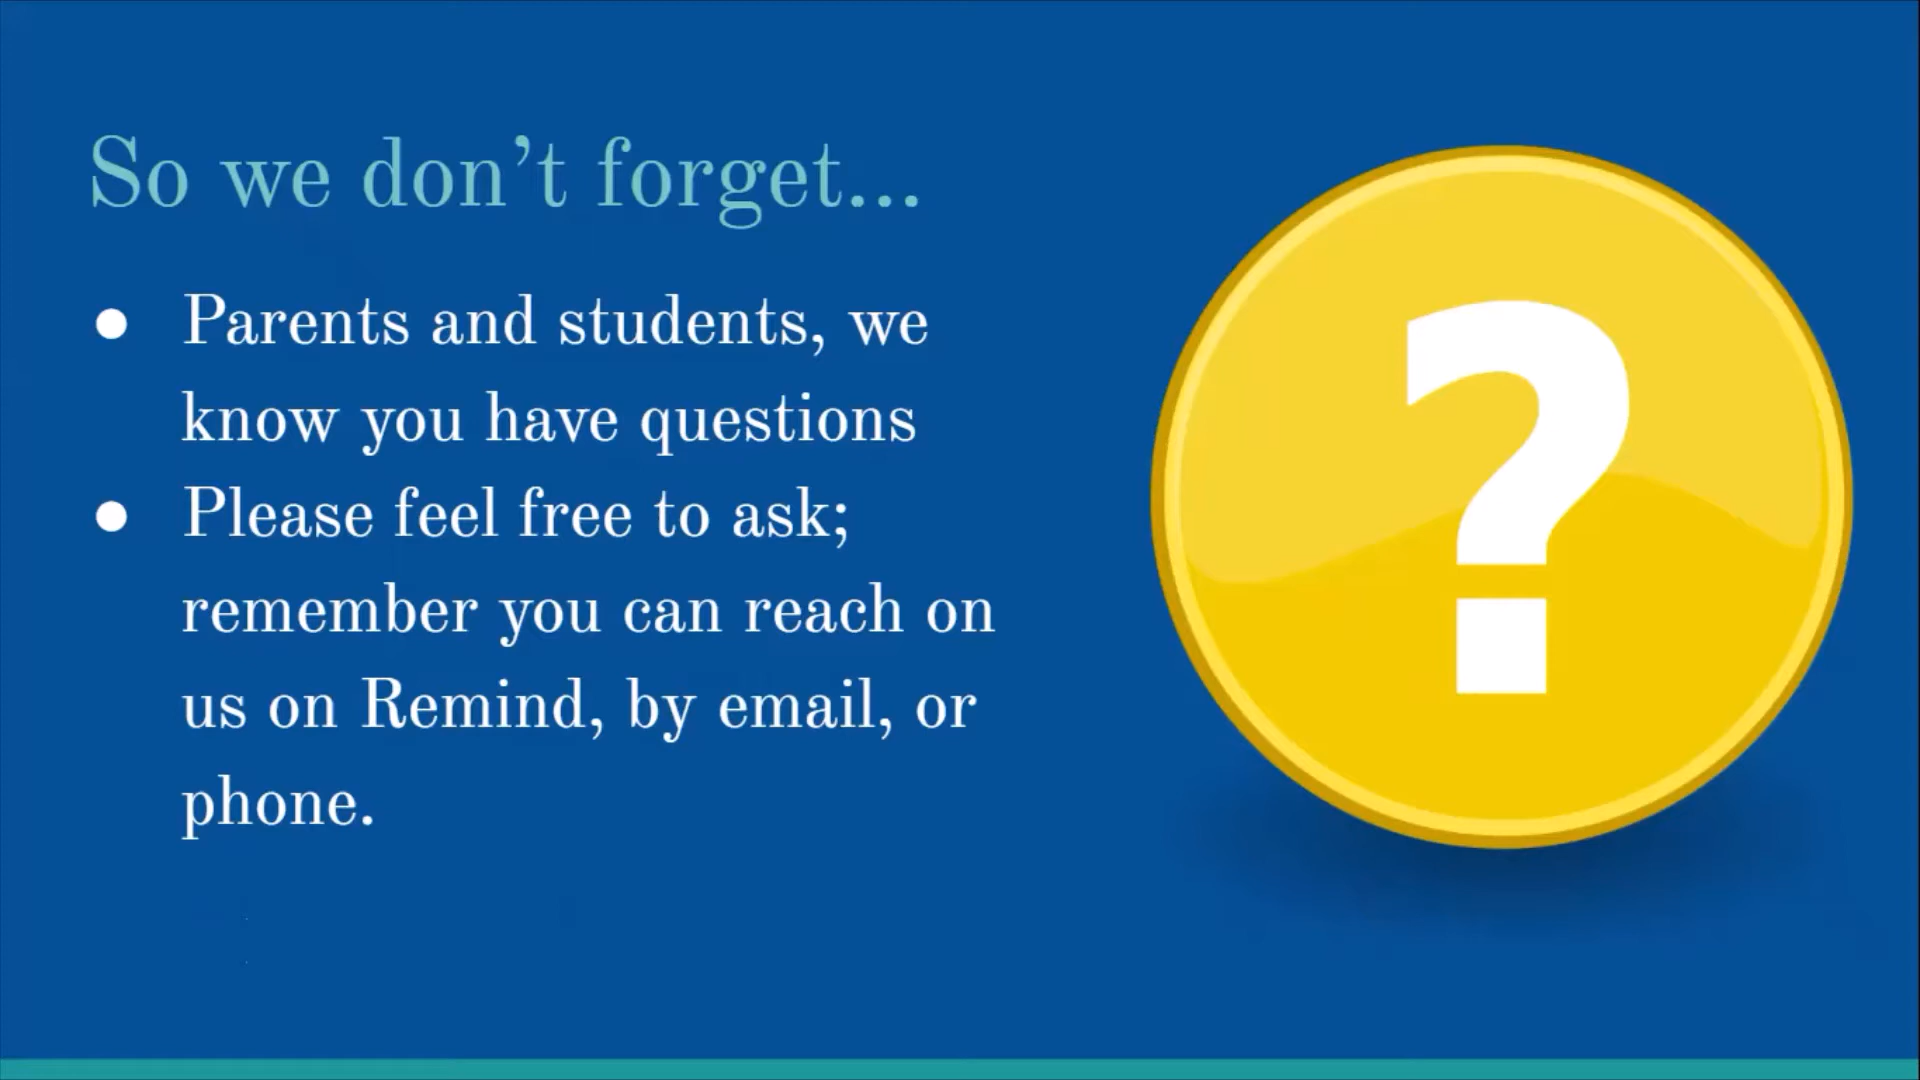 So we don’t forget...
● Parents and students, we
know you have questions
● Please feel free to ask;
remember you can reach on
us on Remind, by email, or
phone.
?